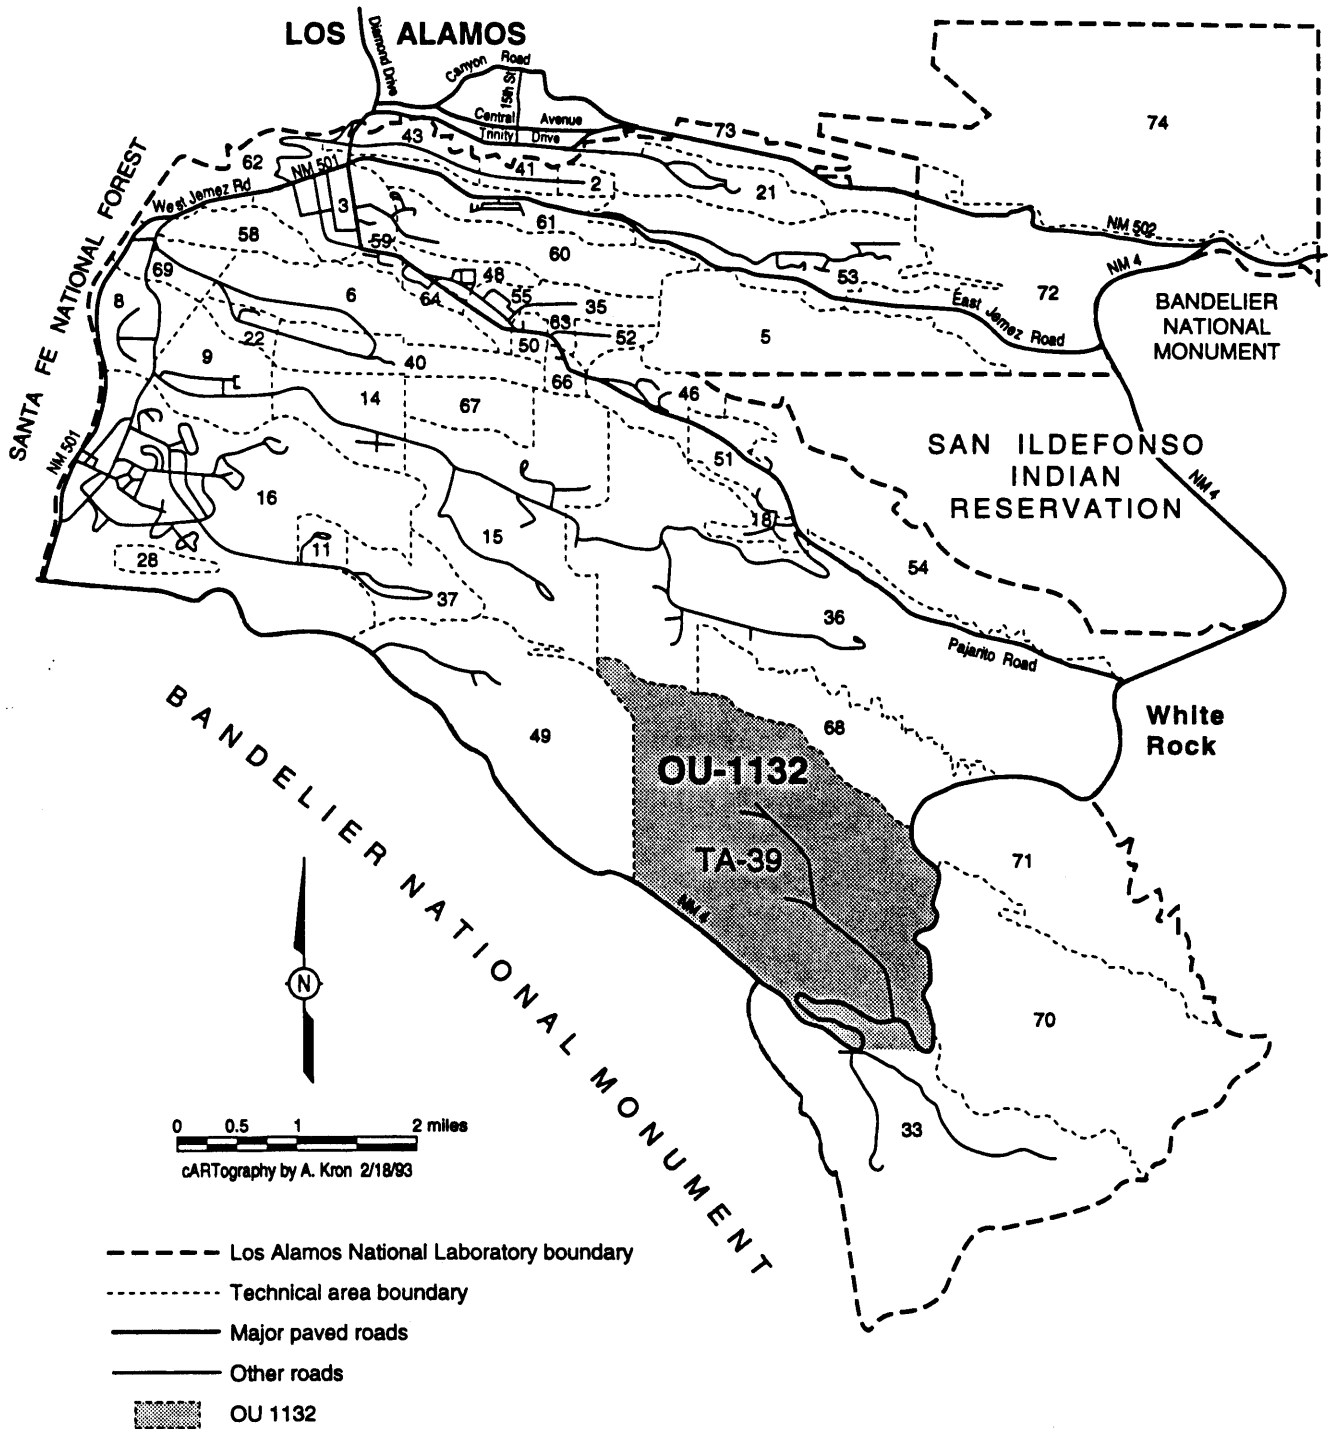 LOS ALAMOS
Diamond Drive
Canyon Road
15th St
Central Avenue
Trinity Drive
73
74
43
62
NM 501
41
2
21
West Jemez Rd
3
SANTA FE NATIONAL FOREST
58
59
61
60
NM 502
NM 4
53
72
69
8
6
64
48
55
35
63
5
East Jemez Road
BANDELIER
NATIONAL
MONUMENT
22
9
40
50
52
66
14
67
46
51
SAN ILDEFONSO
INDIAN
RESERVATION
NM 4
NM 501
16
18
15
11
28
37
54
36
Pajarito Road
White
Rock
68
49
OU-1132
TA-39
NM 4
71
70
33
BANDELIER NATIONAL MONUMENT
N
0 0.5 1 2 miles
cARTography by A. Kron 2/18/93
Los Alamos National Laboratory boundary
Technical area boundary
Major paved roads
Other roads
OU 1132